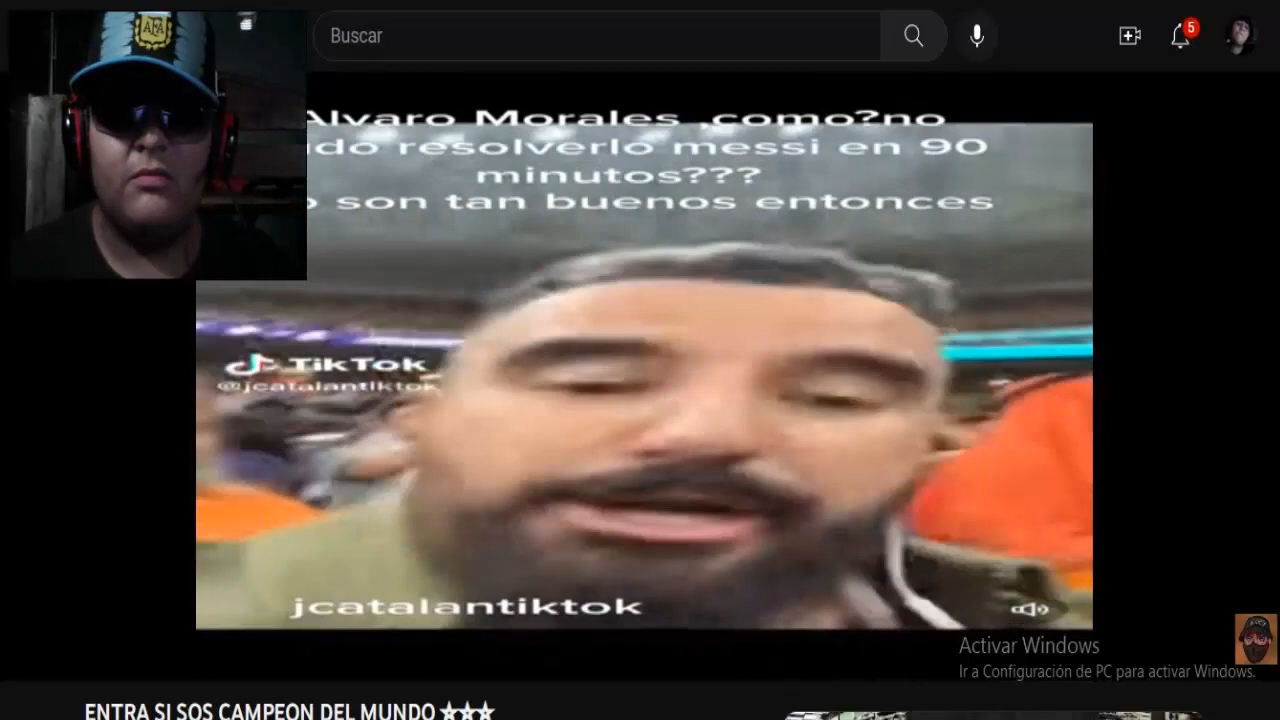 AFA
Buscar
5
Alvaro Morales ,como?no
do resolverlo messi en 90
minutos???
son tan buenos entonces
TikTok
@jcatalantiktok
jcatalantiktok
Activar Windows
Ir a Configuración de PC para activar Windows.
ENTRA SI SOS CAMPEON DEL MUNDO ★★★